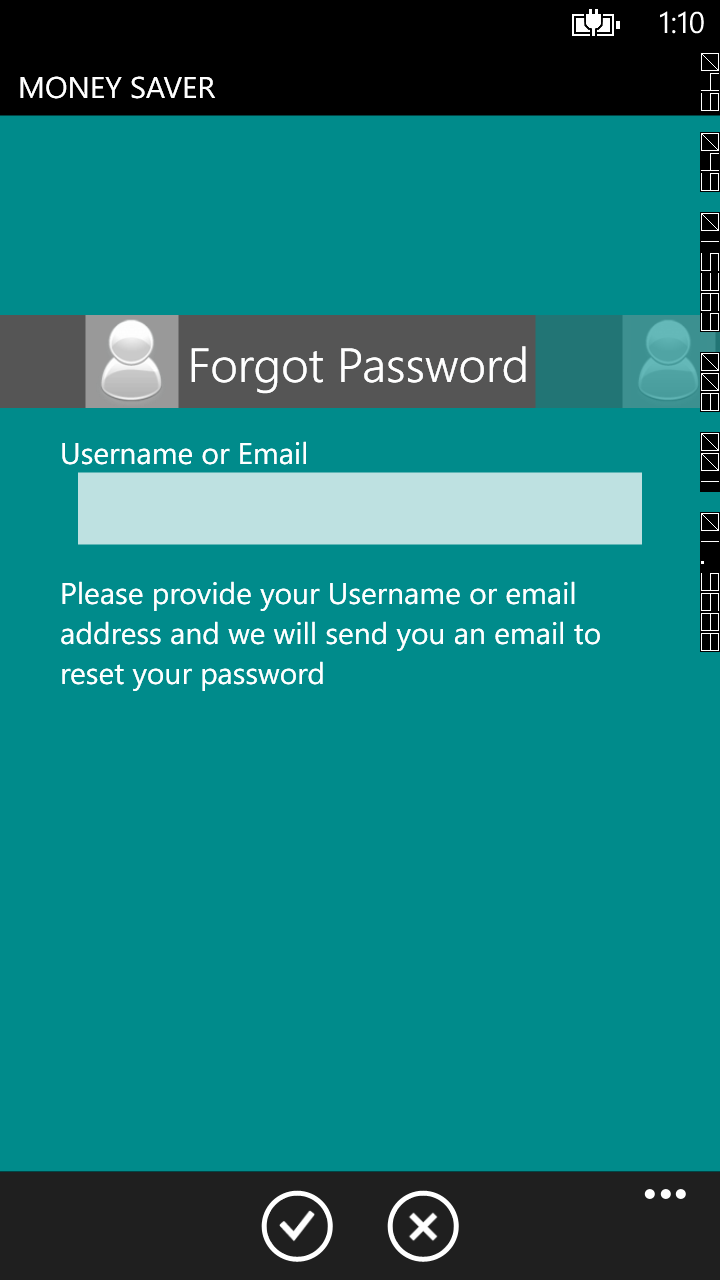 1:10
MONEY SAVER
Forgot Password
Username or Email
Please provide your Username or email
address and we will send you an email to
reset your password